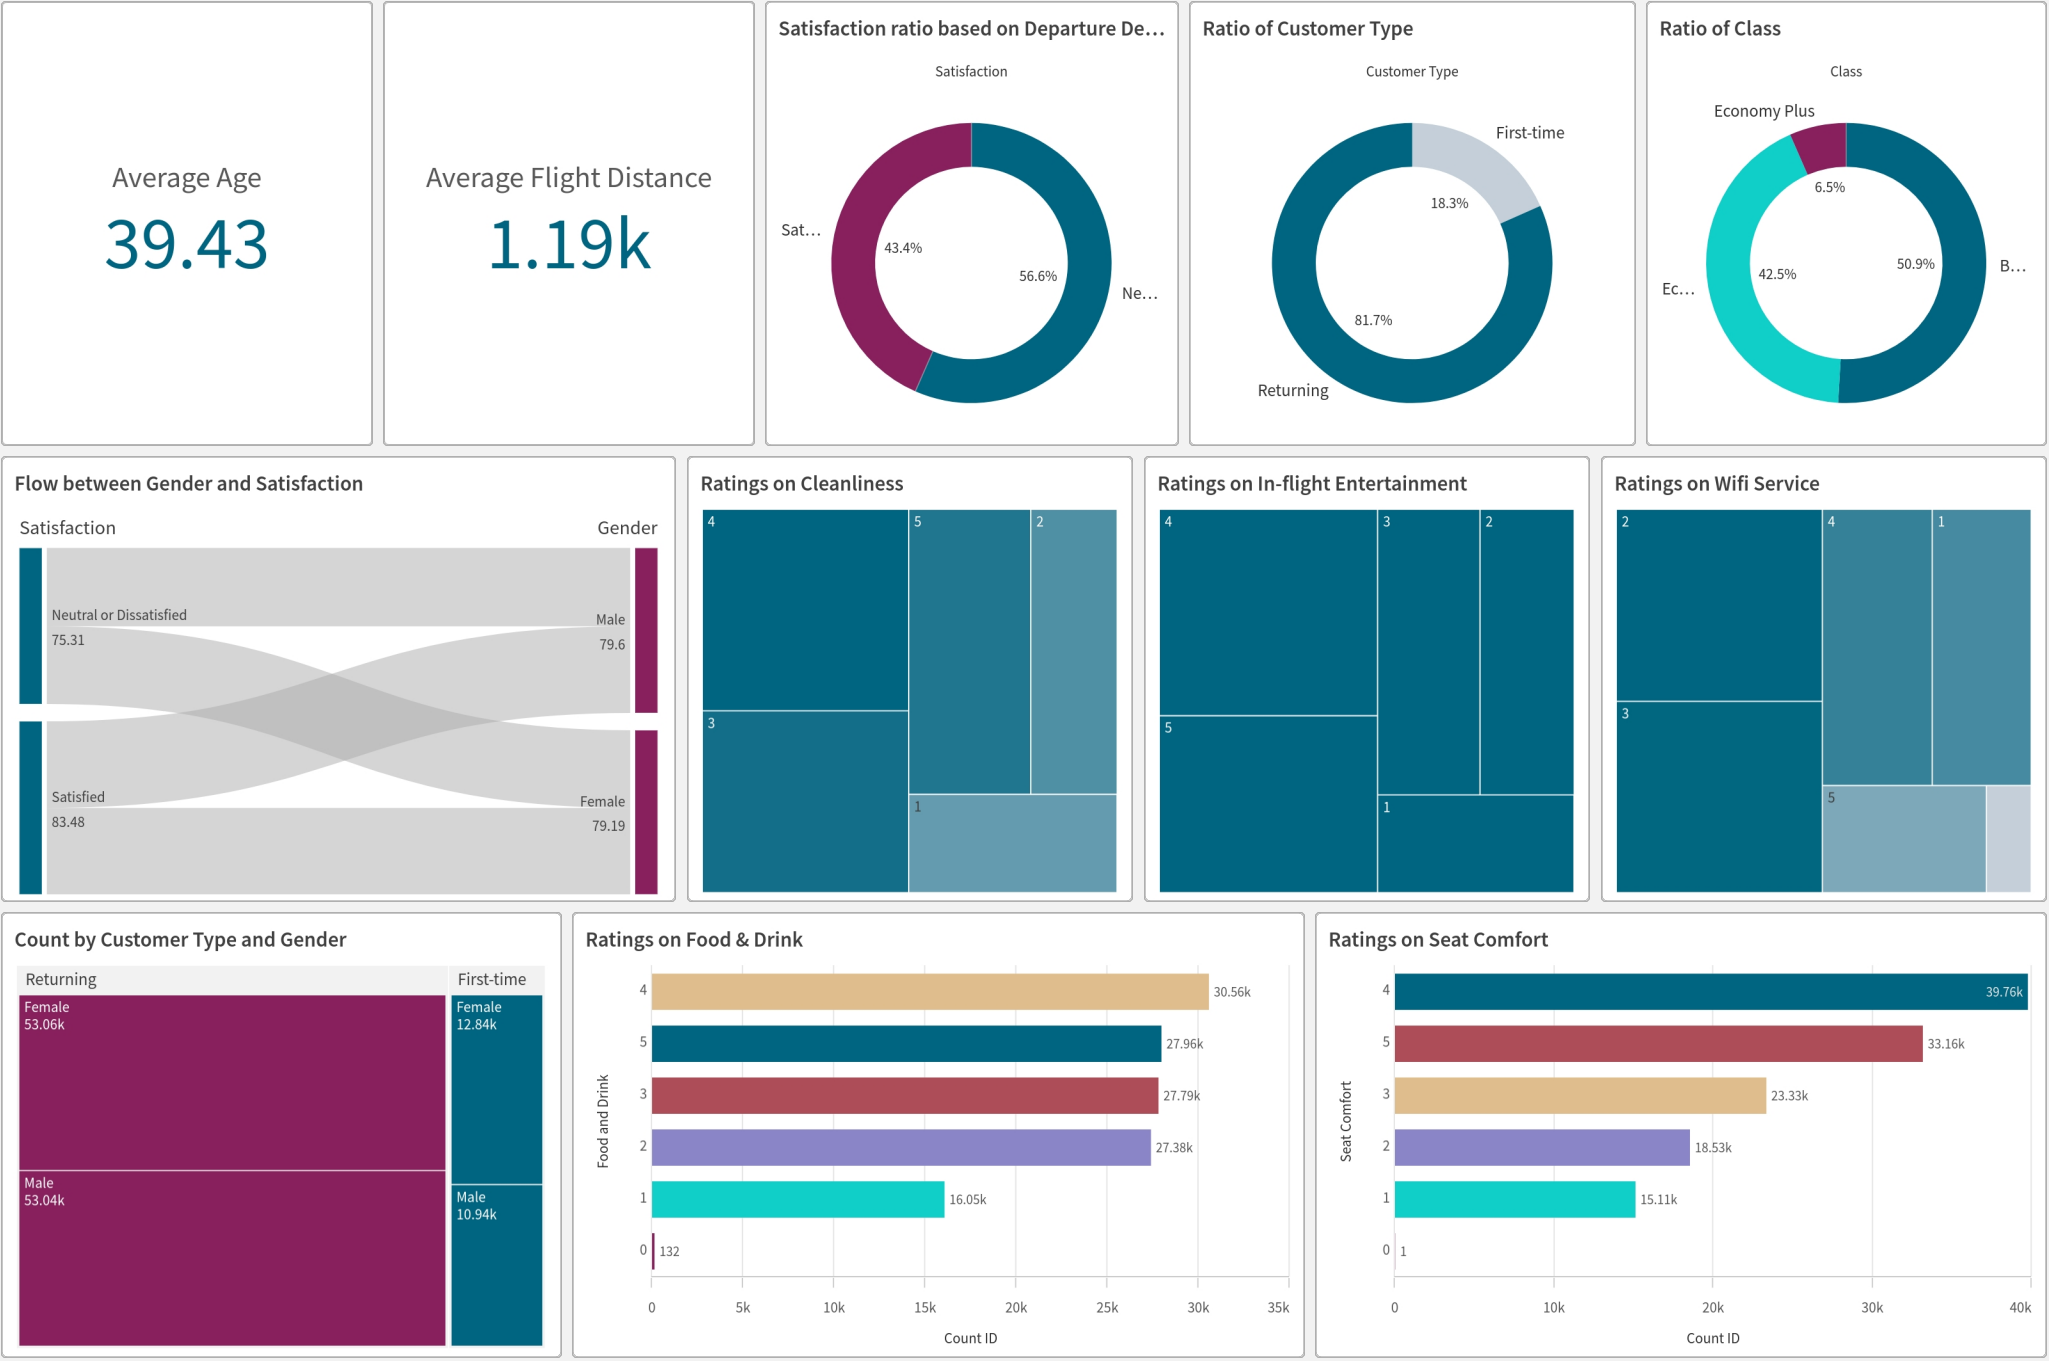 Average Age
39.43
Average Flight Distance
1.19k
Satisfaction ratio based on Departure De…
Satisfaction
Sat…
43.4%
56.6%
Ne…
Ratio of Customer Type
Customer Type
First-time
18.3%
81.7%
Returning
Ratio of Class
Class
Economy Plus
6.5%
50.9%
B…
42.5%
Ec…
Flow between Gender and Satisfaction
Satisfaction
Gender
Neutral or Dissatisfied
75.31
Male
79.6
Satisfied
83.48
Female
79.19
Ratings on Cleanliness
4
5
2
3
1
Ratings on In-flight Entertainment
4
3
2
5
1
Ratings on Wifi Service
2
4
1
3
5
Count by Customer Type and Gender
Returning
First-time
Female
53.06k
Female
12.84k
Male
53.04k
Male
10.94k
Ratings on Food & Drink
Food and Drink
4
30.56k
5
27.96k
3
27.79k
2
27.38k
1
16.05k
0
132
0 5k 10k 15k 20k 25k 30k 35k
Count ID
Ratings on Seat Comfort
Seat Comfort
4
39.76k
5
33.16k
3
23.33k
2
18.53k
1
15.11k
0
1
0 10k 20k 30k 40k
Count ID